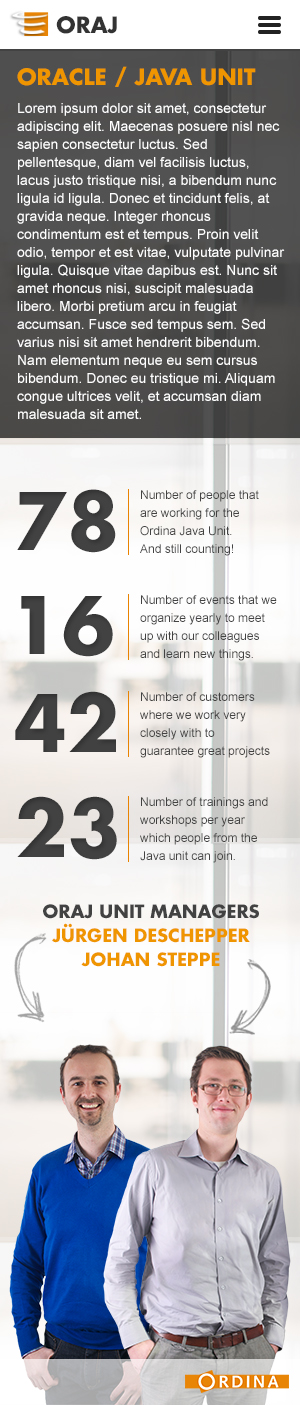 ORAJ
ORACLE / JAVA UNIT
Lorem ipsum dolor sit amet, consectetur
adipiscing elit. Maecenas posuere nisl nec
sapien consectetur luctus. Sed
pellentesque, diam vel facilisis luctus,
lacus justo tristique nisi, a bibendum nunc
ligula id ligula. Donec et tincidunt felis, at
gravida neque. Integer rhoncus
condimentum est et tempus. Proin velit
odio, tempor et est vitae, vulputate pulvinar
ligula. Quisque vitae dapibus est. Nunc sit
amet rhoncus nisi, suscipit malesuada
libero. Morbi pretium arcu in feugiat
accumsan. Fusce sed tempus sem. Sed
varius nisi sit amet hendrerit bibendum.
Nam elementum neque eu sem cursus
bibendum. Donec eu tristique mi. Aliquam
congue ultrices velit, et accumsan diam
malesuada sit amet.
78
Number of people that
are working for the
Ordina Java Unit.
And still counting!
16
Number of events that we
organize yearly to meet
up with our colleagues
and learn new things.
42
Number of customers
where we work very
closely with to
guarantee great projects
23
Number of trainings and
workshops per year
which people from the
Java unit can join.
ORAJ UNIT MANAGERS
JÜRGEN DESCHEPPER
JOHAN STEPPE
ORDINA